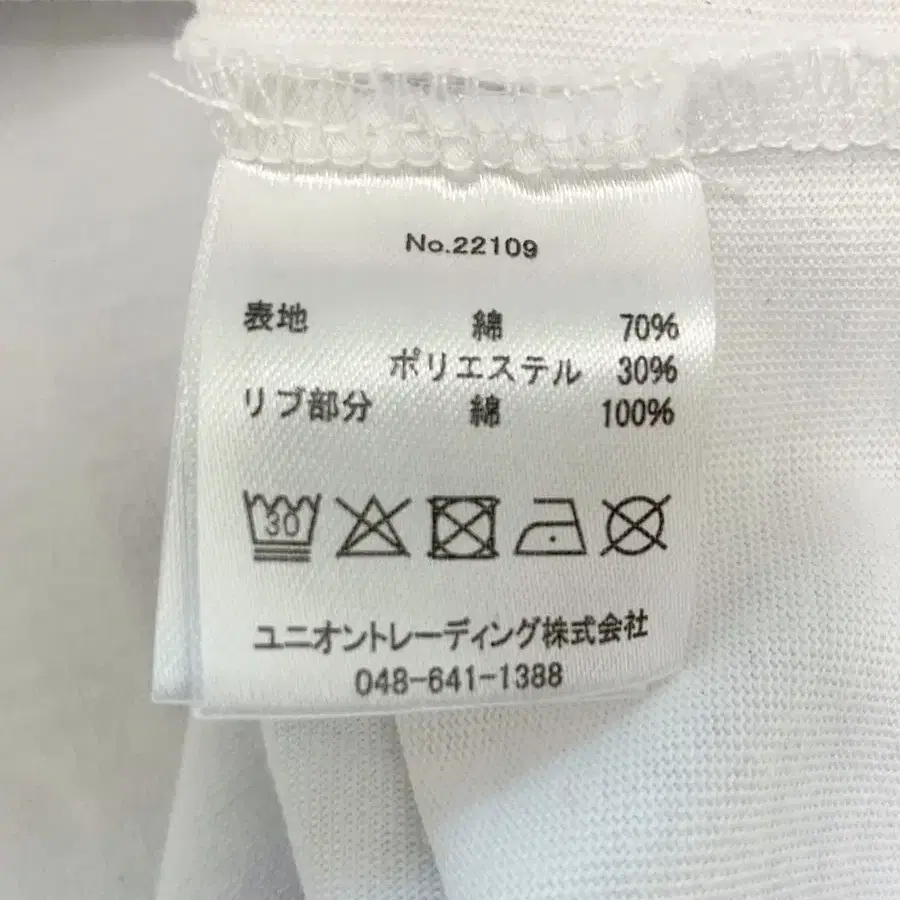 No.22109
表地 綿 70%
ポリエステル 30%
リブ部分 綿 100%
30
ユニオントレーディング株式会社
048-641-1388